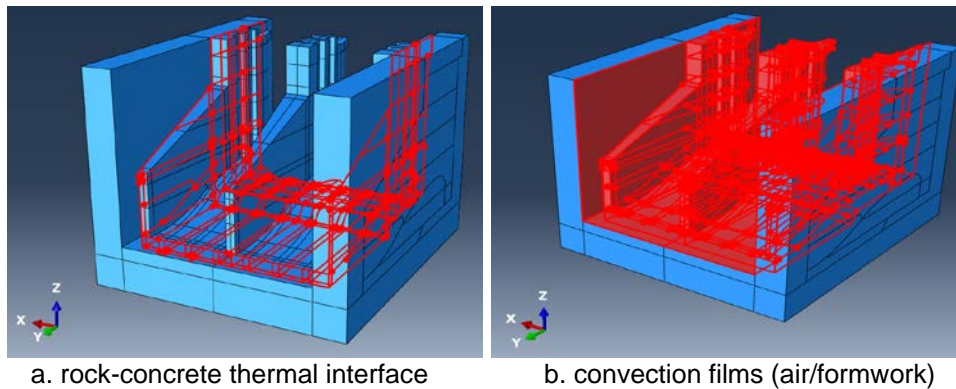 Z
X
Y
Z
X
Y
a. rock-concrete thermal interface
b. convection films (air/formwork)